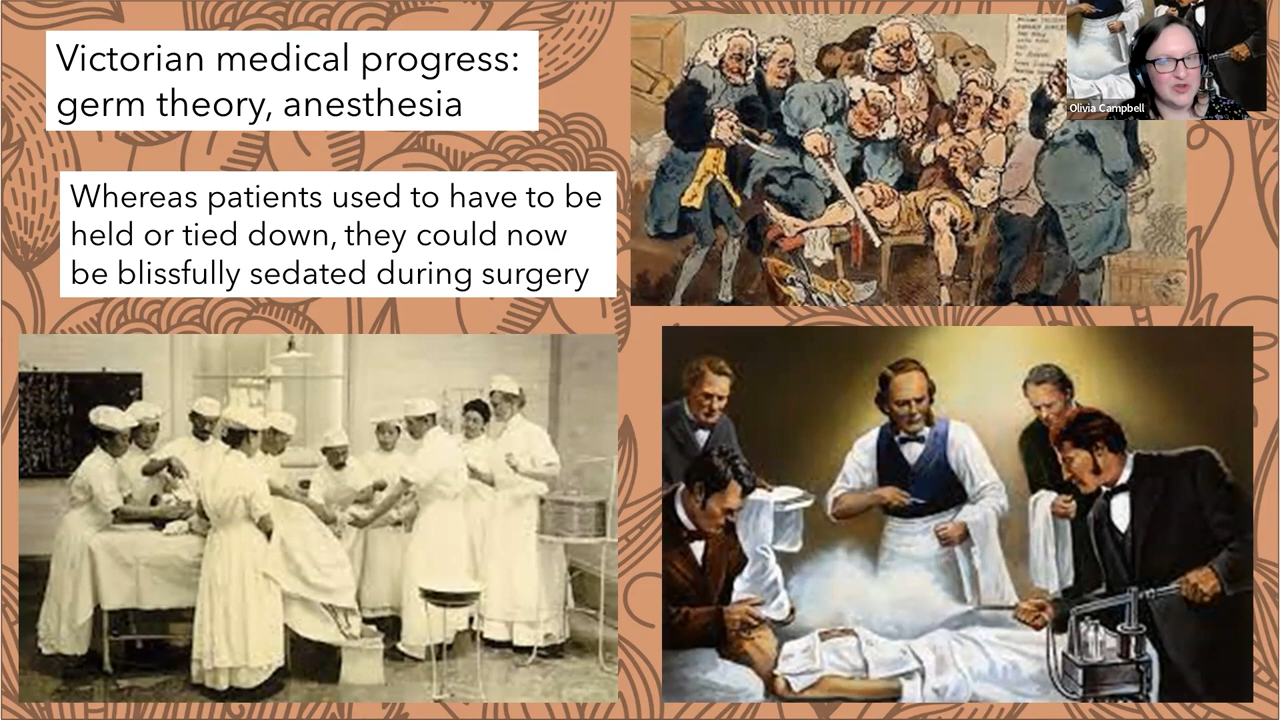 Victorian medical progress:
germ theory, anesthesia
Whereas patients used to have to be
held or tied down, they could now
be blissfully sedated during surgery
Olivia Campbell